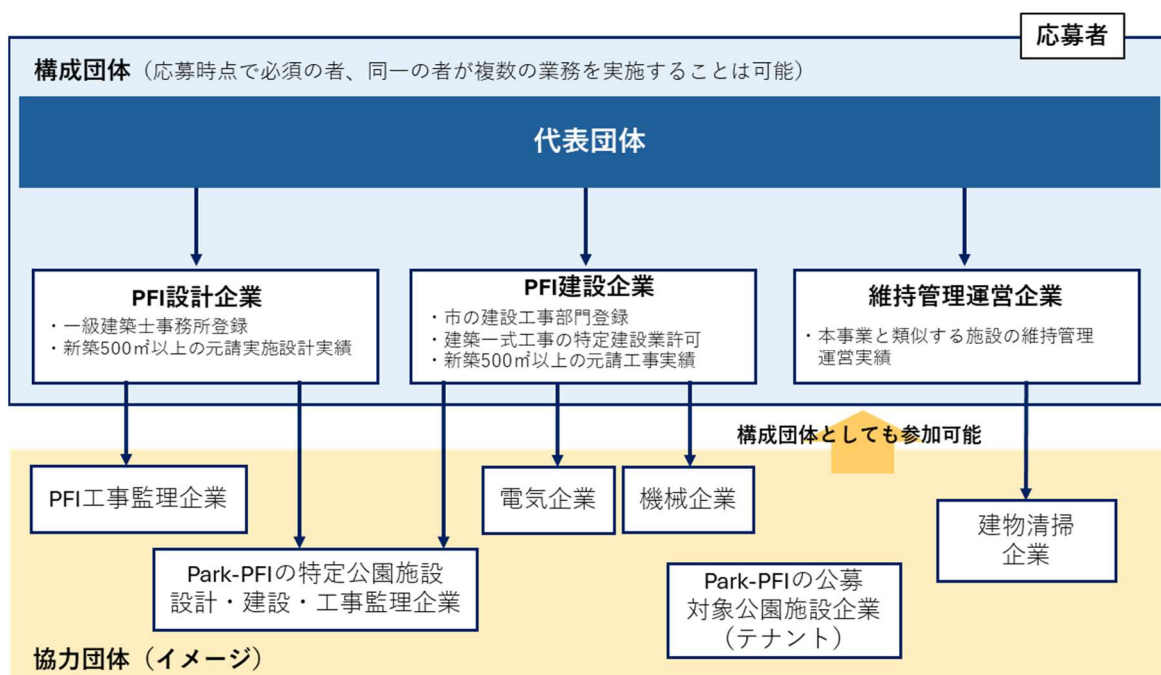 応募者
構成団体（応募時点で必須の者、同一の者が複数の業務を実施することは可能）
代表団体
PFI設計企業
・一級建築士事務所登録
・新築500㎡以上の元請実施設計実績
PFI建設企業
・市の建設工事部門登録
・建築一式工事の特定建設業許可
・新築500㎡以上の元請工事実績
維持管理運営企業
・本事業と類似する施設の維持管理
運営実績
構成団体としても参加可能
PFI工事監理企業
電気企業
機械企業
建物清掃
企業
Park-PFIの特定公園施設
設計・建設・工事監理企業
Park-PFIの公募
対象公園施設企業
（テナント）
協力団体（イメージ）